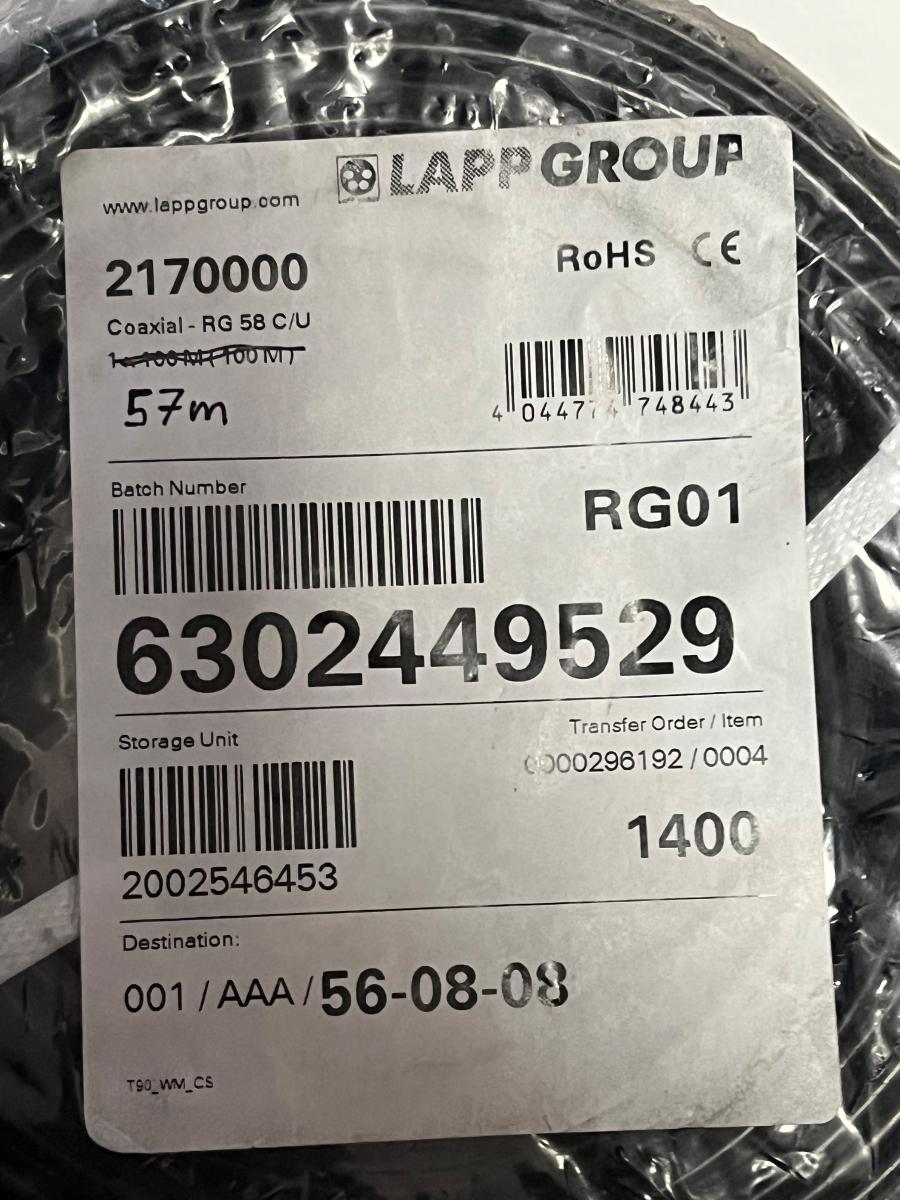 LAPP GROUP
www.lappgroup.com
2170000
RoHS CE
Coaxial - RG 58 C/U
1 x 100 M ( 100 M )
57m
4 044774 748443
Batch Number
RG01
6302449529
Storage Unit
Transfer Order / Item
0000296192 / 0004
1400
2002546453
Destination:
001 / AAA / 56-08-08
T90_WM_CS